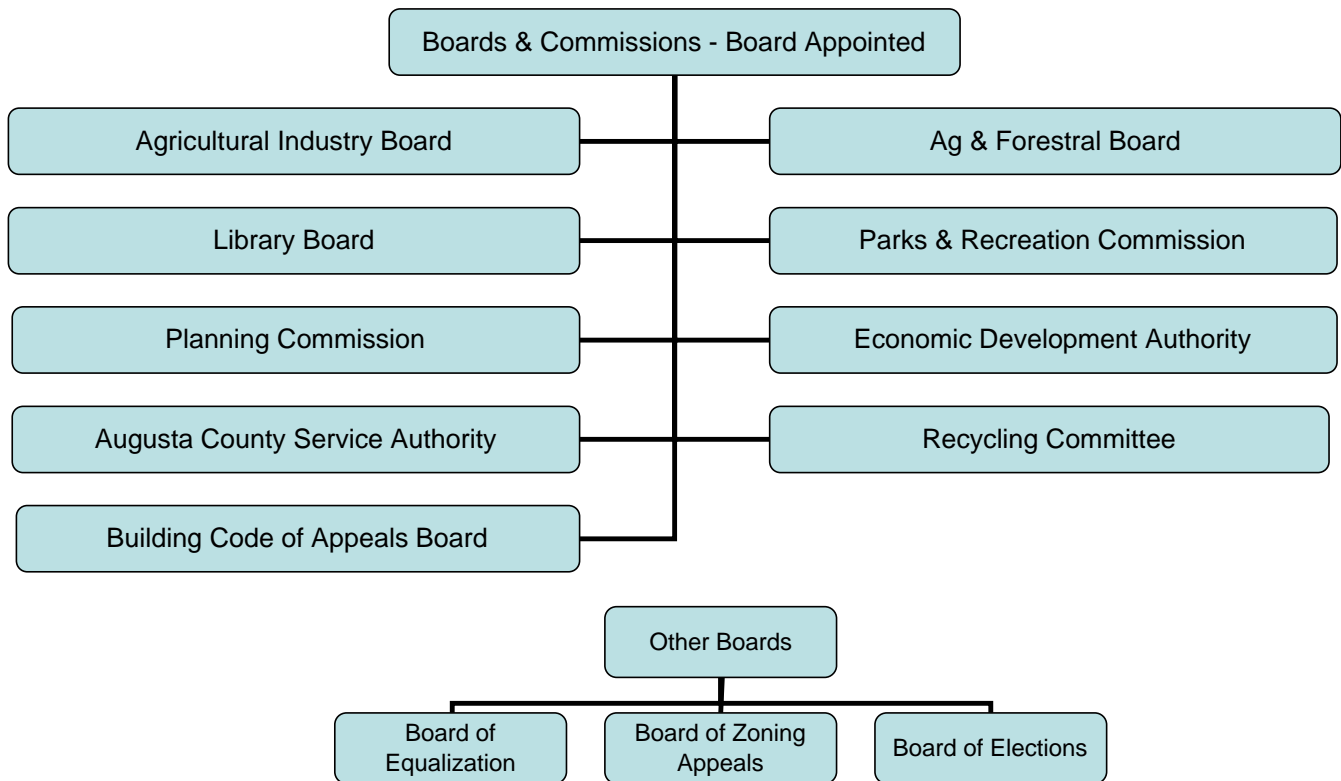 Boards & Commissions - Board Appointed
Agricultural Industry Board
Ag & Forestral Board
Library Board
Parks & Recreation Commission
Planning Commission
Economic Development Authority
Augusta County Service Authority
Recycling Committee
Building Code of Appeals Board
Other Boards
Board of
Equalization
Board of Zoning
Appeals
Board of Elections